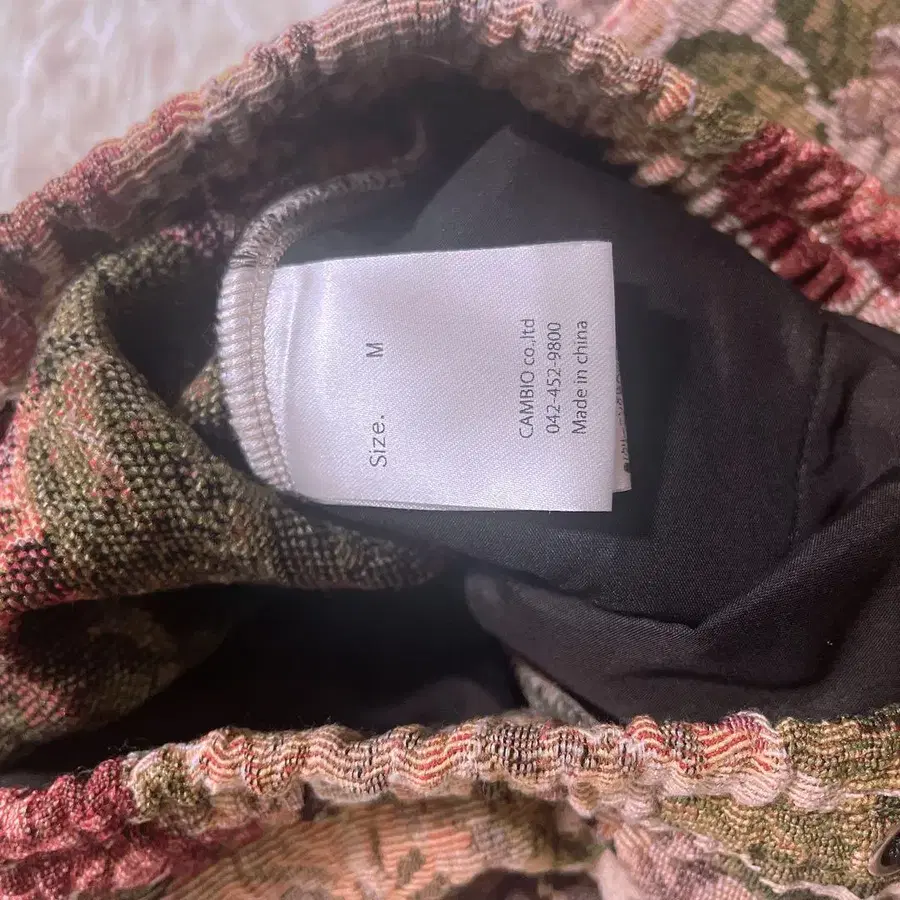 Size. M
CAMBIO co.,ltd
042-452-9800
Made in china